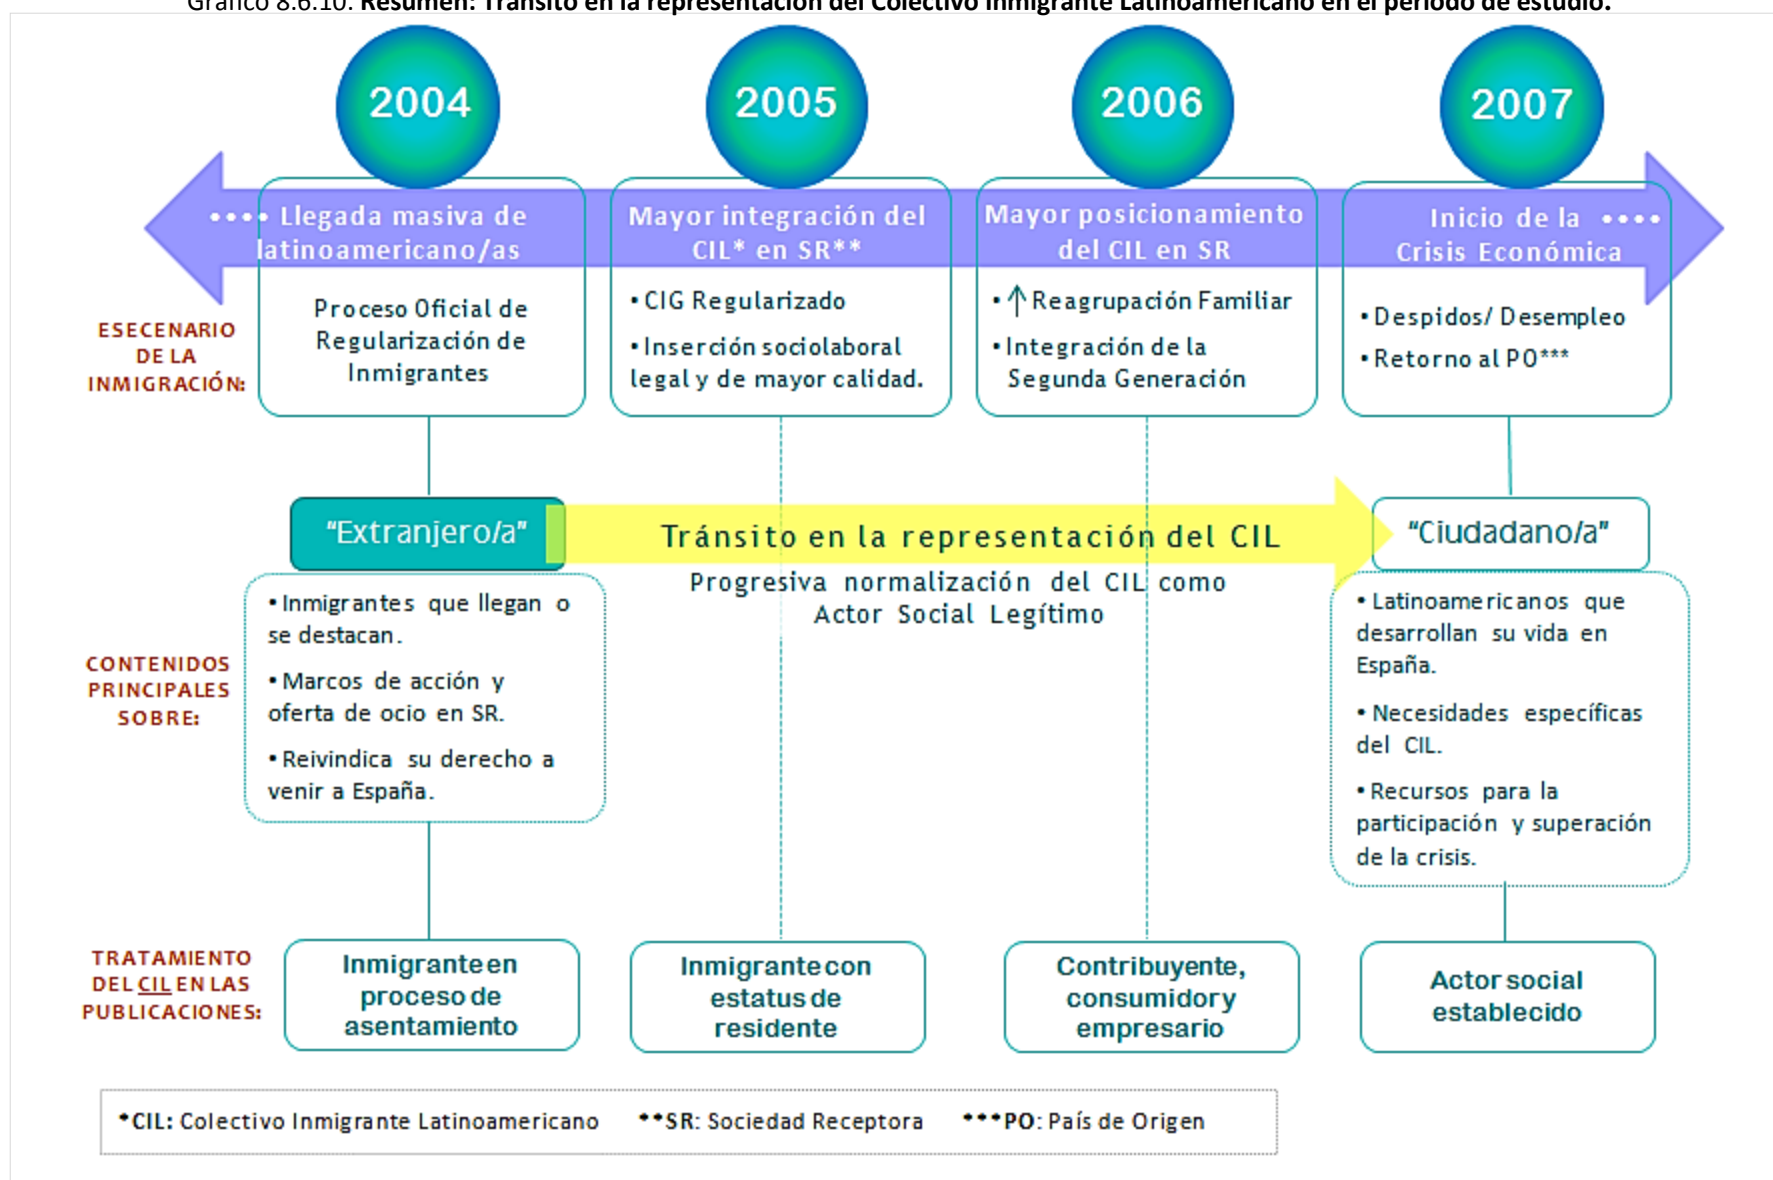 Gráfico 8.6.10. Resumen: Tránsito en la representación del Colectivo Inmigrante Latinoamericano en el período de estudio.
2004
2005
2006
2007
•••• Llegada masiva de
latinoamericano/as
Mayor integración del
CIL* en SR**
Mayor posicionamiento
del CIL en SR
Inicio de la ••••
Crisis Económica
ESECENARIO
DE LA
INMIGRACIÓN:
Proceso Oficial de
Regularización de
Inmigrantes
• CIG Regularizado
• Inserción sociolaboral
legal y de mayor calidad.
• ↑ Reagrupación Familiar
• Integración de la
Segunda Generación
• Despidos/ Desempleo
• Retorno al PO***
"Extranjero/a"
Tránsito en la representación del CIL
"Ciudadano/a"
Progresiva normalización del CIL como
Actor Social Legítimo
CONTENIDOS
PRINCIPALES
SOBRE:
• Inmigrantes que llegan o
se destacan.
• Marcos de acción y
oferta de ocio en SR.
• Reivindica su derecho a
venir a España.
• Latinoamericanos que
desarrollan su vida en
España.
• Necesidades específicas
del CIL.
• Recursos para la
participación y superación
de la crisis.
TRATAMIENTO
DEL CIL EN LAS
PUBLICACIONES:
Inmigrante en
proceso de
asentamiento
Inmigrante con
estatus de
residente
Contribuyente,
consumidor y
empresario
Actor social
establecido
*CIL: Colectivo Inmigrante Latinoamericano **SR: Sociedad Receptora ***PO: País de Origen